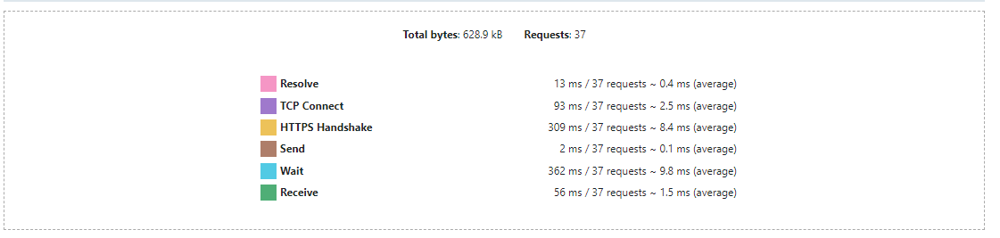 Total bytes: 628.9 kB Requests: 37
Resolve 13 ms / 37 requests ~ 0.4 ms (average)
TCP Connect 93 ms / 37 requests ~ 2.5 ms (average)
HTTPS Handshake 309 ms / 37 requests ~ 8.4 ms (average)
Send 2 ms / 37 requests ~ 0.1 ms (average)
Wait 362 ms / 37 requests ~ 9.8 ms (average)
Receive 56 ms / 37 requests ~ 1.5 ms (average)